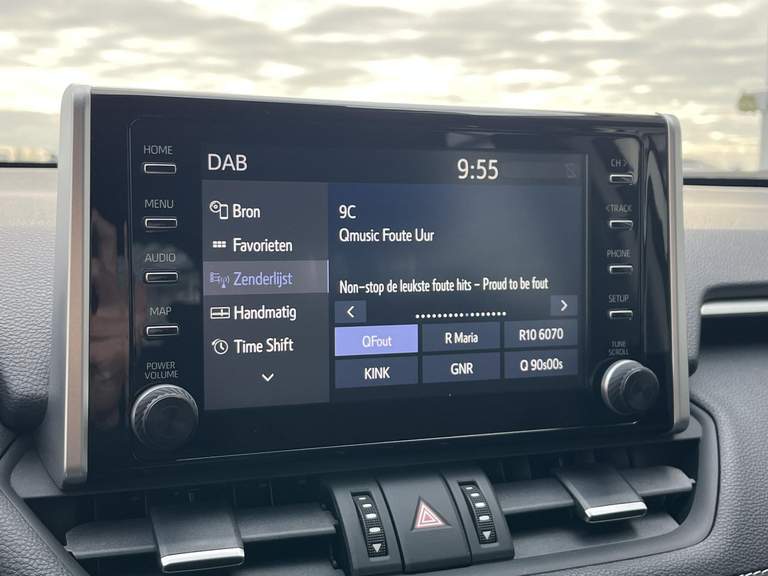 HOME
MENU
AUDIO
MAP
POWER
VOLUME
DAB
9:55
Bron
Favorieten
Zenderlijst
Handmatig
Time Shift
9C
Qmusic Foute Uur
Non-stop de leukste foute hits - Proud to be fout
QFout
R Maria
R10 6070
KINK
GNR
Q 90s00s
CH >
< TRACK
PHONE
SETUP
TUNE
SCROLL